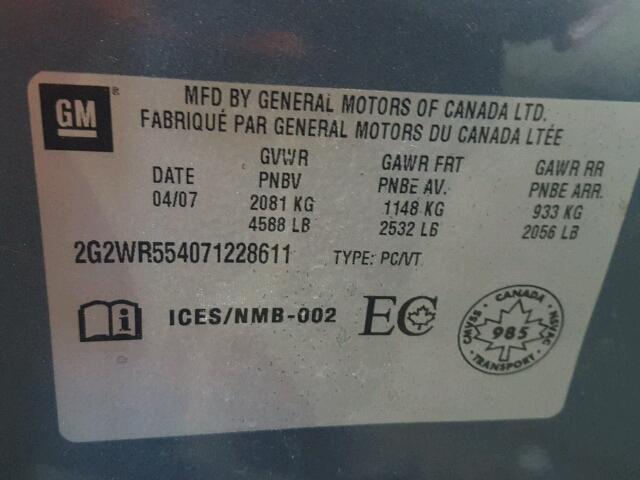 GM ®
MFD BY GENERAL MOTORS OF CANADA LTD.
FABRIQUÉ PAR GENERAL MOTORS DU CANADA LTÉE
DATE
04/07
GVWR
PNBV
2081 KG
4588 LB
GAWR FRT
PNBE AV.
1148 KG
2532 LB
GAWR RR
PNBE ARR.
933 KG
2056 LB
2G2WR554071228611 TYPE: PC/VT
i ICES/NMB-002 EC
CANADA
CMVSS
NSVAC
985
TRANSPORT